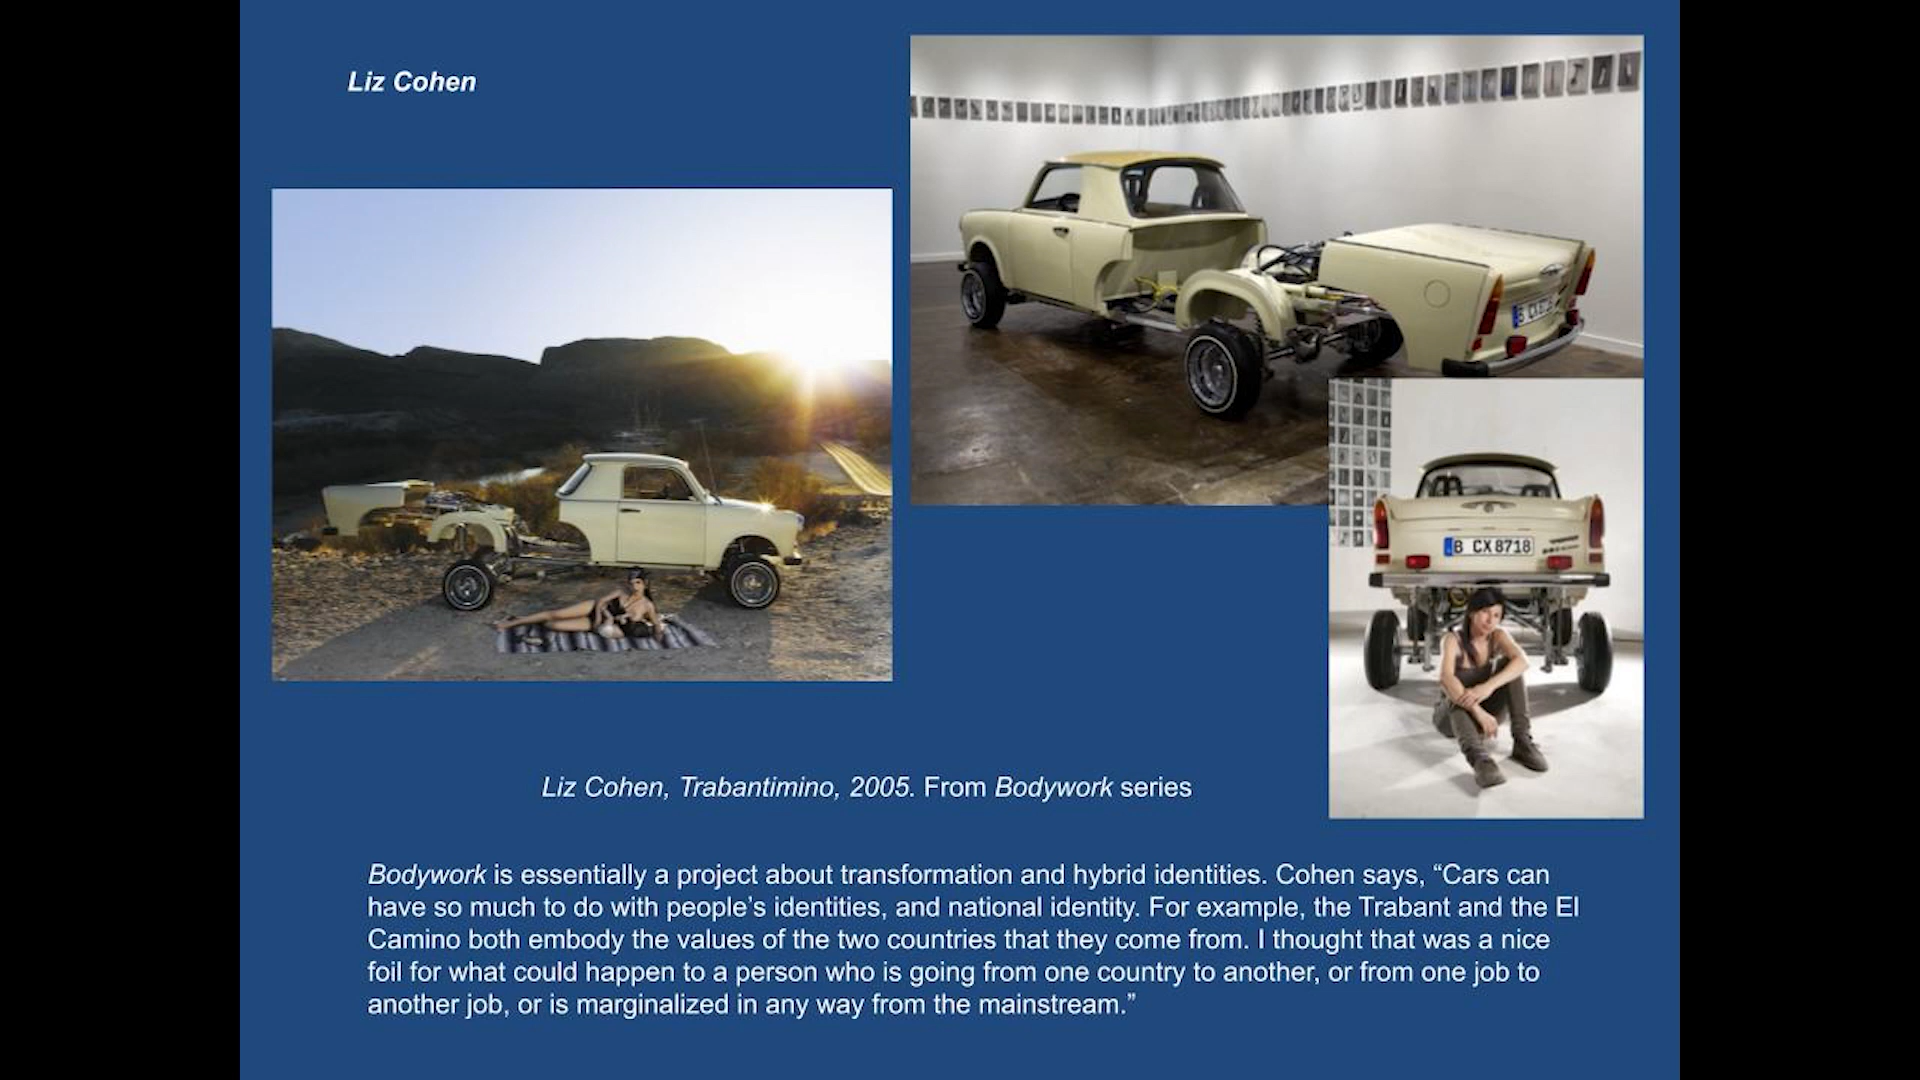 Liz Cohen
B CX8718
B CX 8718
Liz Cohen, Trabantimino, 2005. From Bodywork series
Bodywork is essentially a project about transformation and hybrid identities. Cohen says, “Cars can
have so much to do with people’s identities, and national identity. For example, the Trabant and the El
Camino both embody the values of the two countries that they come from. I thought that was a nice
foil for what could happen to a person who is going from one country to another, or from one job to
another job, or is marginalized in any way from the mainstream.”